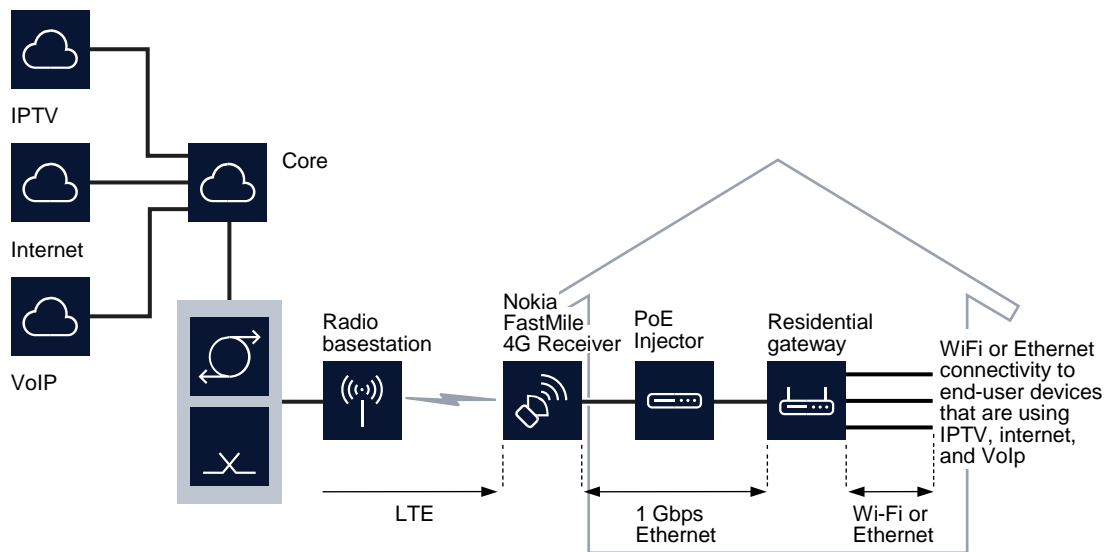 IPTV
Internet
VoIP
Core
Radio
basestation
Nokia
FastMile
4G Receiver
PoE
Injector
Residential
gateway
WiFi or Ethernet
connectivity to
end-user devices
that are using
IPTV, internet,
and VoIp
LTE
1 Gbps
Ethernet
Wi-Fi or
Ethernet